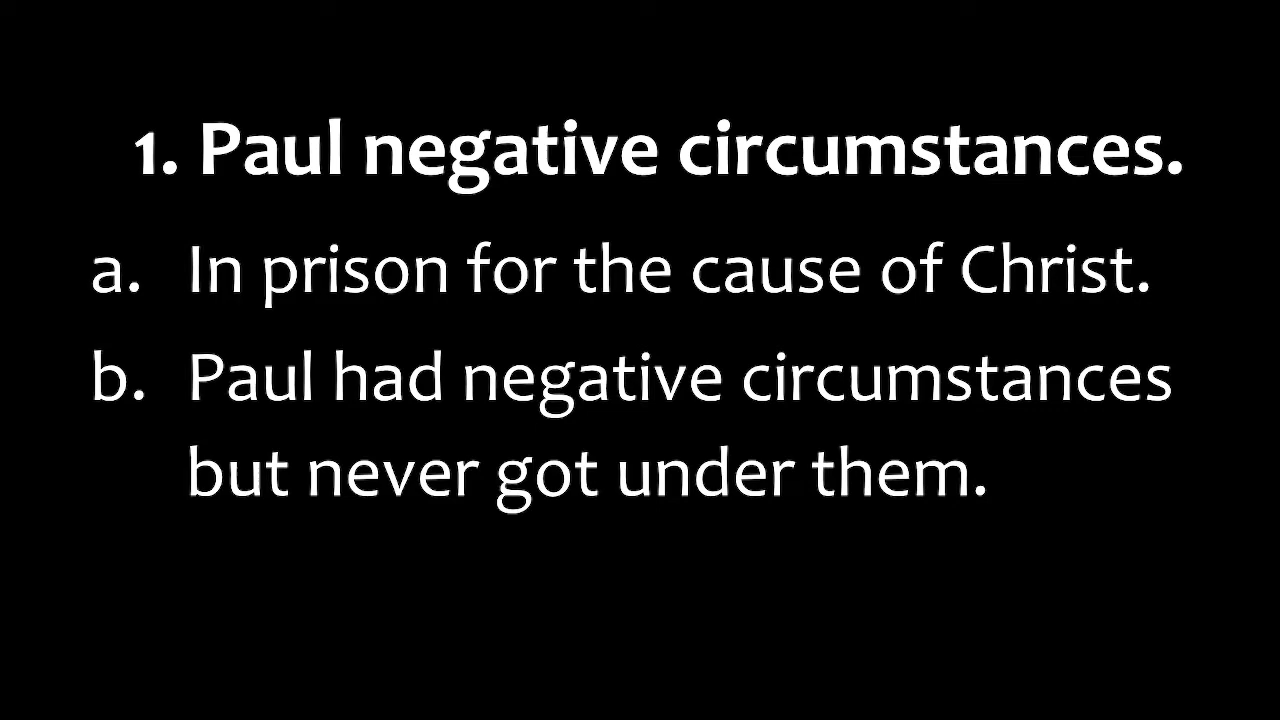 1. Paul negative circumstances.
a. In prison for the cause of Christ.
b. Paul had negative circumstances
but never got under them.